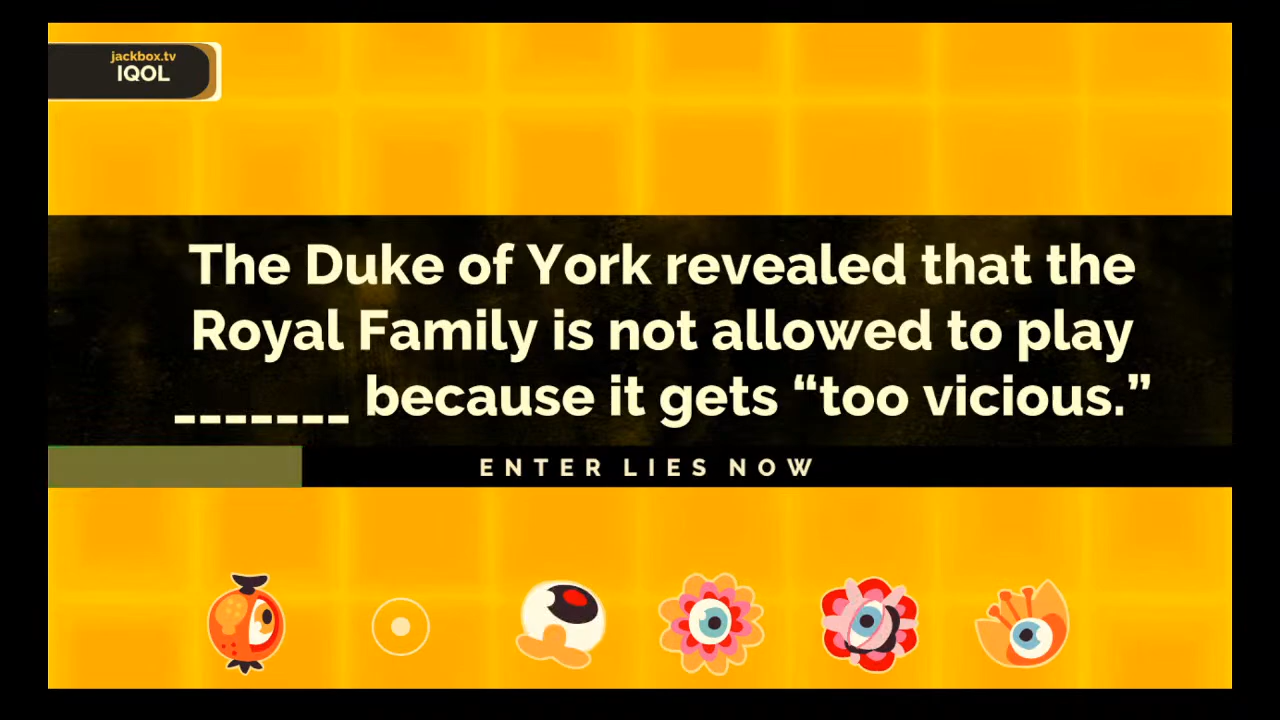 jackbox.tv
IQOL
The Duke of York revealed that the
Royal Family is not allowed to play
_______ because it gets “too vicious.”
ENTER LIES NOW